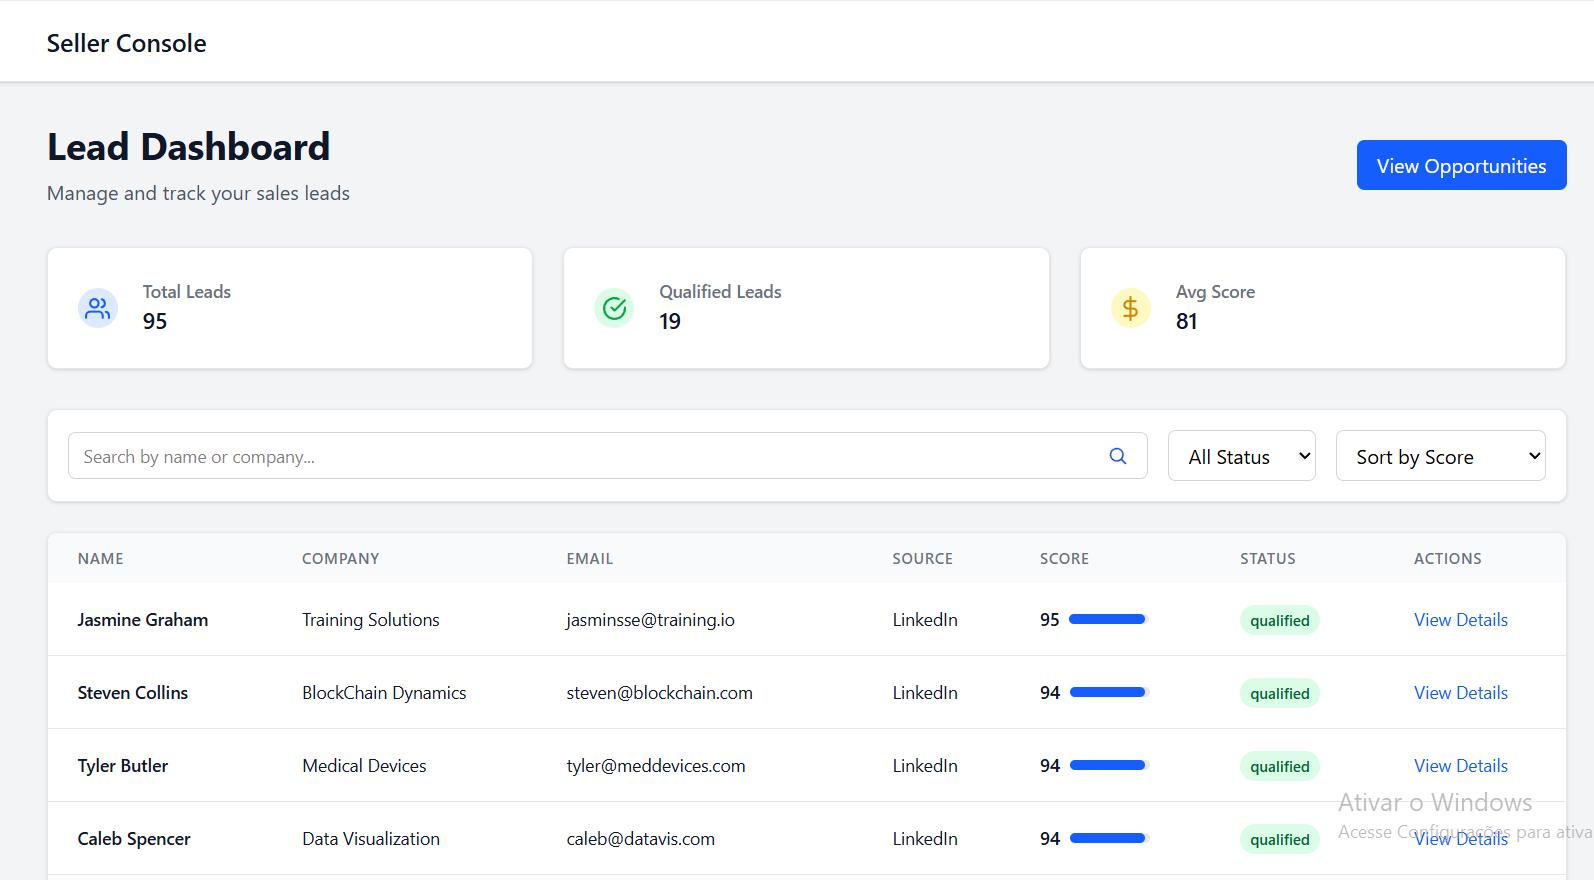 Seller Console
Lead Dashboard
Manage and track your sales leads
View Opportunities
Total Leads
95
Qualified Leads
19
Avg Score
81
Search by name or company...
All Status
Sort by Score
NAME COMPANY EMAIL SOURCE SCORE STATUS ACTIONS
Jasmine Graham Training Solutions jasminsse@training.io LinkedIn 95 qualified View Details
Steven Collins BlockChain Dynamics steven@blockchain.com LinkedIn 94 qualified View Details
Tyler Butler Medical Devices tyler@meddevices.com LinkedIn 94 qualified View Details
Caleb Spencer Data Visualization caleb@datavis.com LinkedIn 94 qualified View Details
Ativar o Windows
Acesse Configurações para ativa